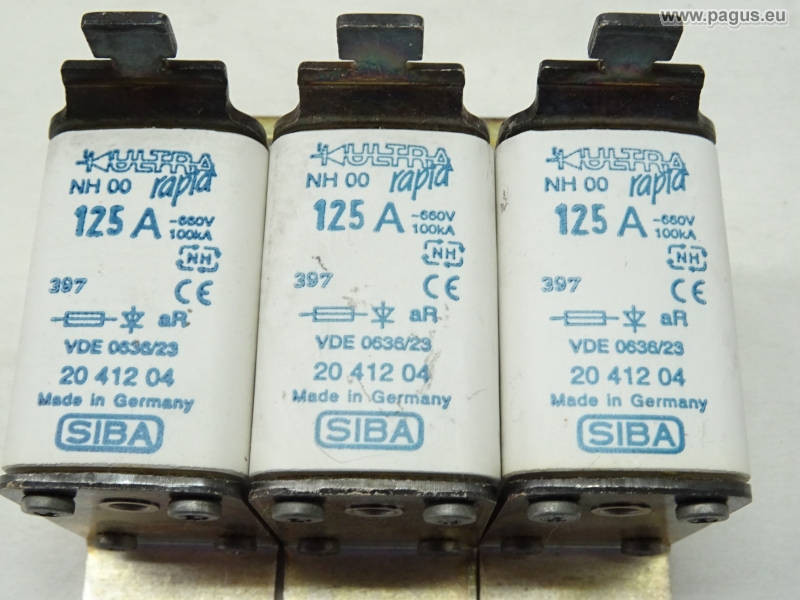 www.pagus.eu
ULTRA
NH 00 rapid
125 A ~660V
100kA
NH
397 CE
aR
VDE 0636/23
20 412 04
Made in Germany
SIBA
ULTRA
NH 00 rapid
125 A ~660V
100kA
NH
397 CE
aR
VDE 0636/23
20 412 04
Made in Germany
SIBA
ULTRA
NH 00 rapid
125 A ~660V
100kA
NH
397 CE
aR
VDE 0636/23
20 412 04
Made in Germany
SIBA